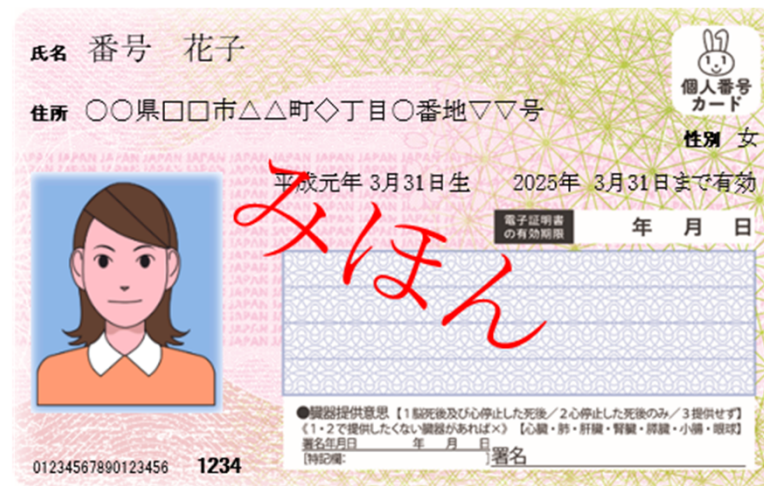 氏名 番号 花子
個人番号
カード
住所 〇〇県□□市△△町◇丁目〇番地▽▽号
性別 女
平成元年 3月31日生 2025年 3月31日まで有効
みほん
電子証明書
の有効期限 年 月 日
●臓器提供意思【1脳死後及び心停止した死後／2心停止した死後のみ／3提供せず】
《1・2で提供したくない臓器があれば×》【心臓・肺・肝臓・腎臓・膵臓・小腸・眼球】
署名年月日 年 月 日
[特記欄: ] 署名
01234567890123456 1234